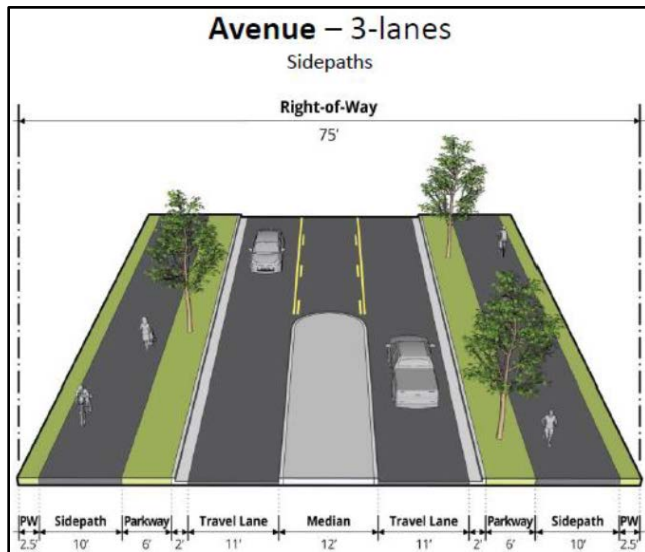 Avenue – 3-lanes
Sidepaths
Right-of-Way
75'
PW Sidepath Parkway Travel Lane Median Travel Lane Parkway Sidepath PW
2.5' 10' 6' 2' 11' 12' 11' 2' 6' 10' 2.5'